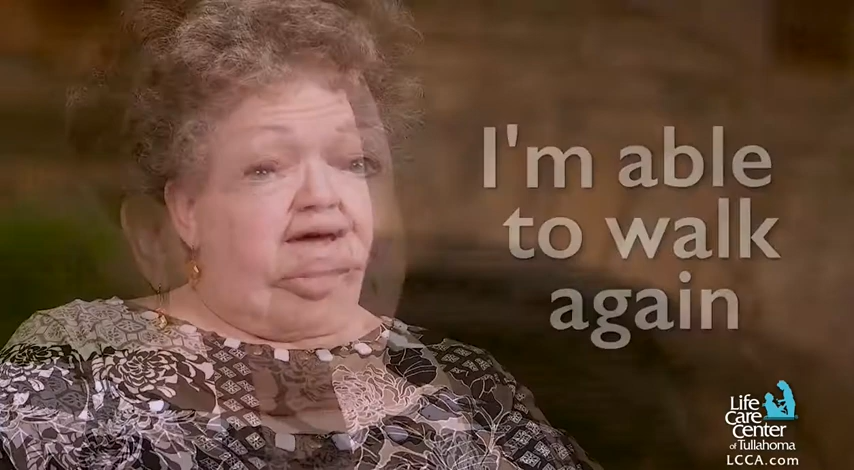 I'm able
to walk
again
Life
Care
Center
of Tullahoma
LCCA.com